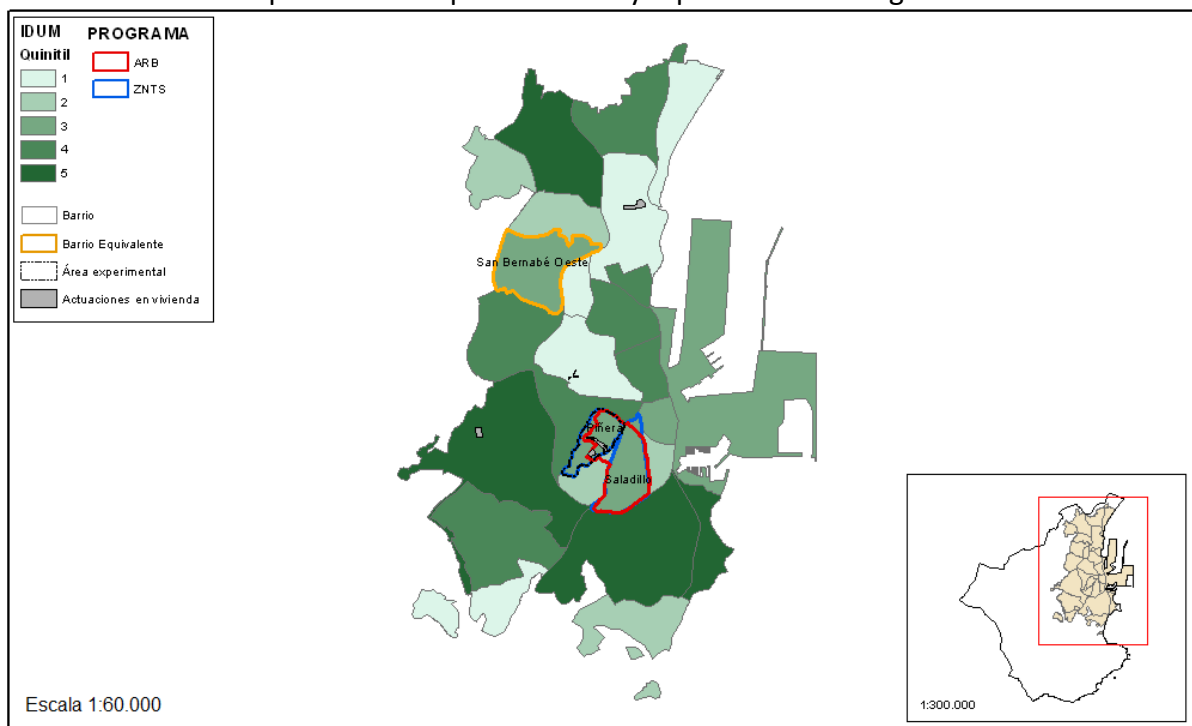 IDUM PROGRAMA
Quinitil
ARB
1
ZNTS
2
3
4
5
Barrio
Barrio Equivalente
Área experimental
Actuaciones en vivienda
San Bernabé Oeste
Piñera
Saladillo
Escala 1:60.000
1:300.000